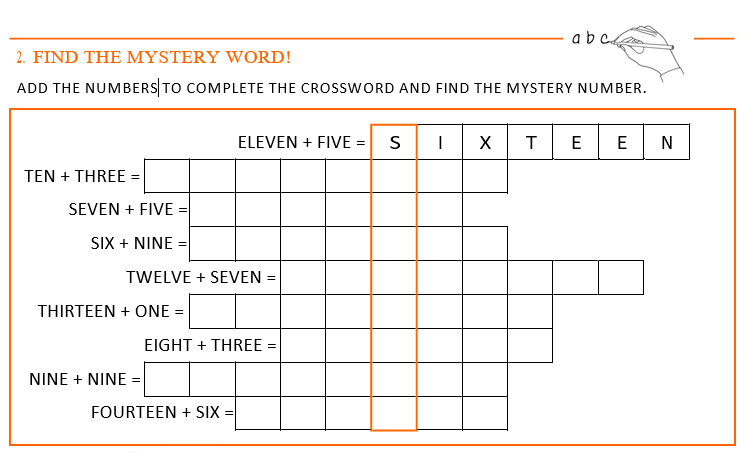 a b c
2. FIND THE MYSTERY WORD!
ADD THE NUMBERS TO COMPLETE THE CROSSWORD AND FIND THE MYSTERY NUMBER.
ELEVEN + FIVE = S I X T E E N
TEN + THREE =
SEVEN + FIVE =
SIX + NINE =
TWELVE + SEVEN =
THIRTEEN + ONE =
EIGHT + THREE =
NINE + NINE =
FOURTEEN + SIX =